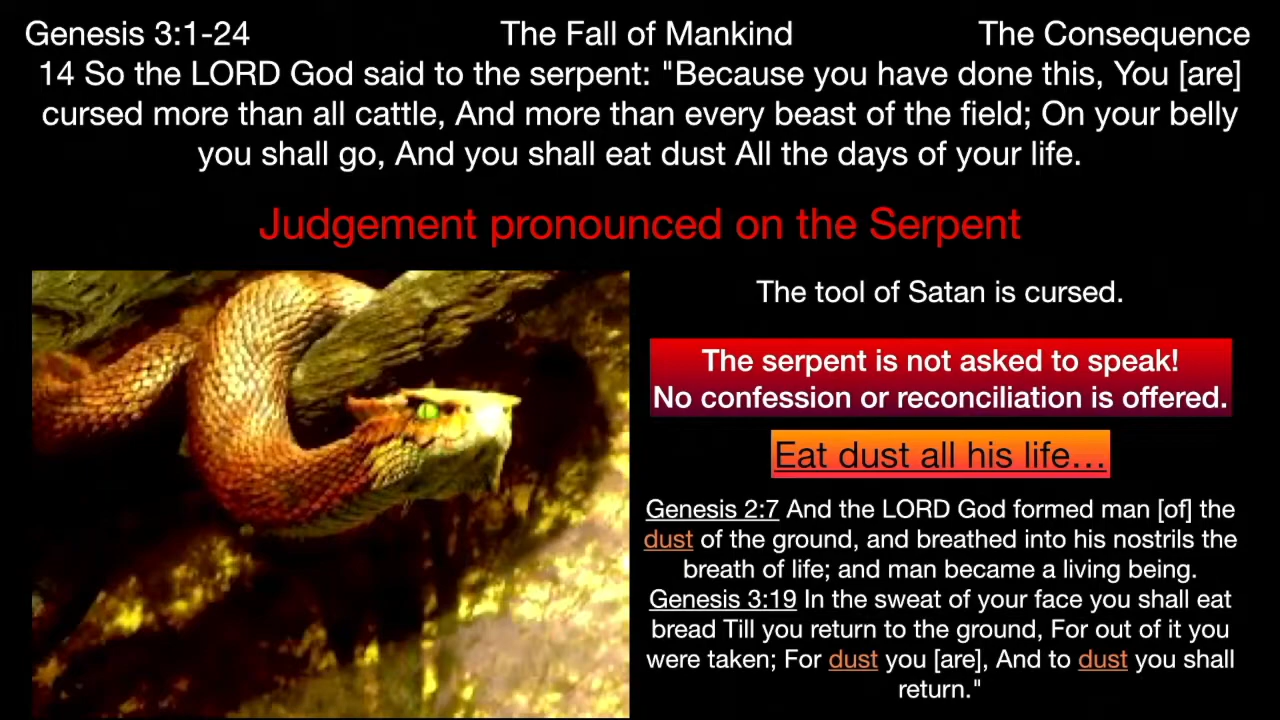 Genesis 3:1-24 The Fall of Mankind The Consequence
14 So the LORD God said to the serpent: "Because you have done this, You [are]
cursed more than all cattle, And more than every beast of the field; On your belly
you shall go, And you shall eat dust All the days of your life.
Judgement pronounced on the Serpent
The tool of Satan is cursed.
The serpent is not asked to speak!
No confession or reconciliation is offered.
Eat dust all his life...
Genesis 2:7 And the LORD God formed man [of] the
dust of the ground, and breathed into his nostrils the
breath of life; and man became a living being.
Genesis 3:19 In the sweat of your face you shall eat
bread Till you return to the ground, For out of it you
were taken; For dust you [are], And to dust you shall
return."